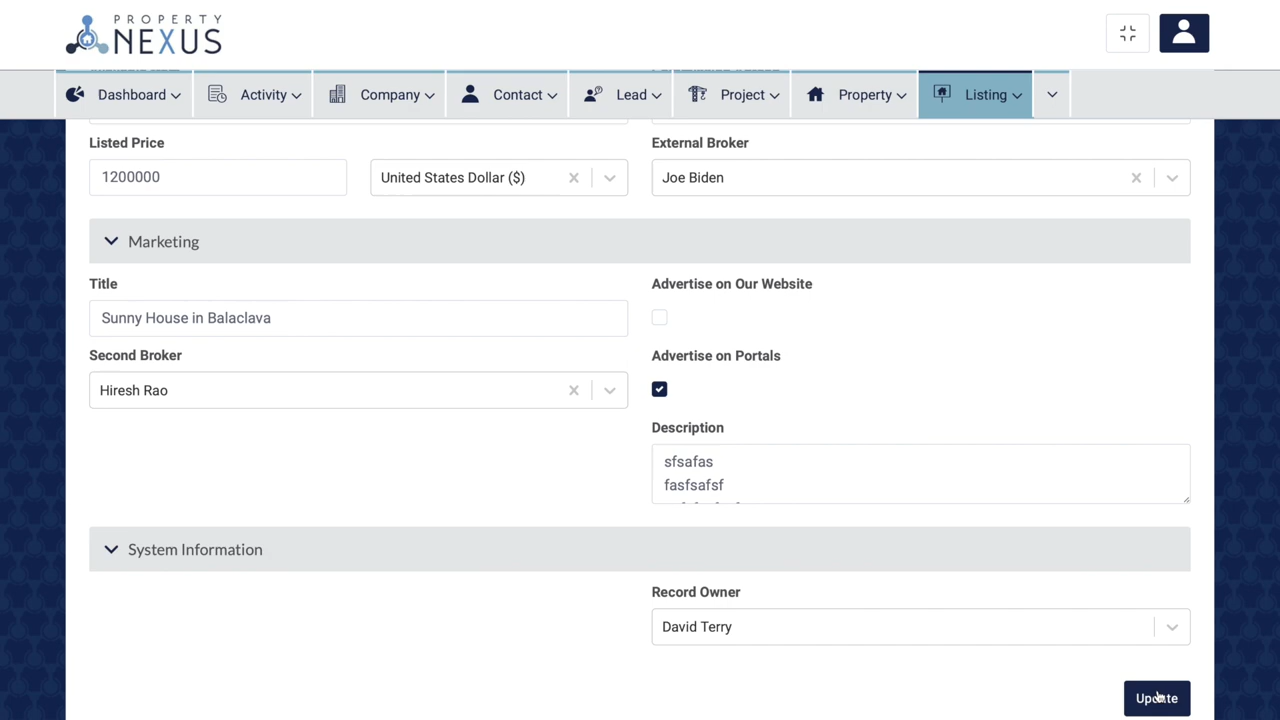 PROPERTY
NEXUS
Dashboard
Activity
Company
Contact
Lead
Project
Property
Listing
Listed Price
External Broker
1200000
United States Dollar ($)
Joe Biden
Marketing
Title
Advertise on Our Website
Sunny House in Balaclava
Second Broker
Advertise on Portals
Hiresh Rao
Description
sfsafas
fasfsafsf
System Information
Record Owner
David Terry
Update